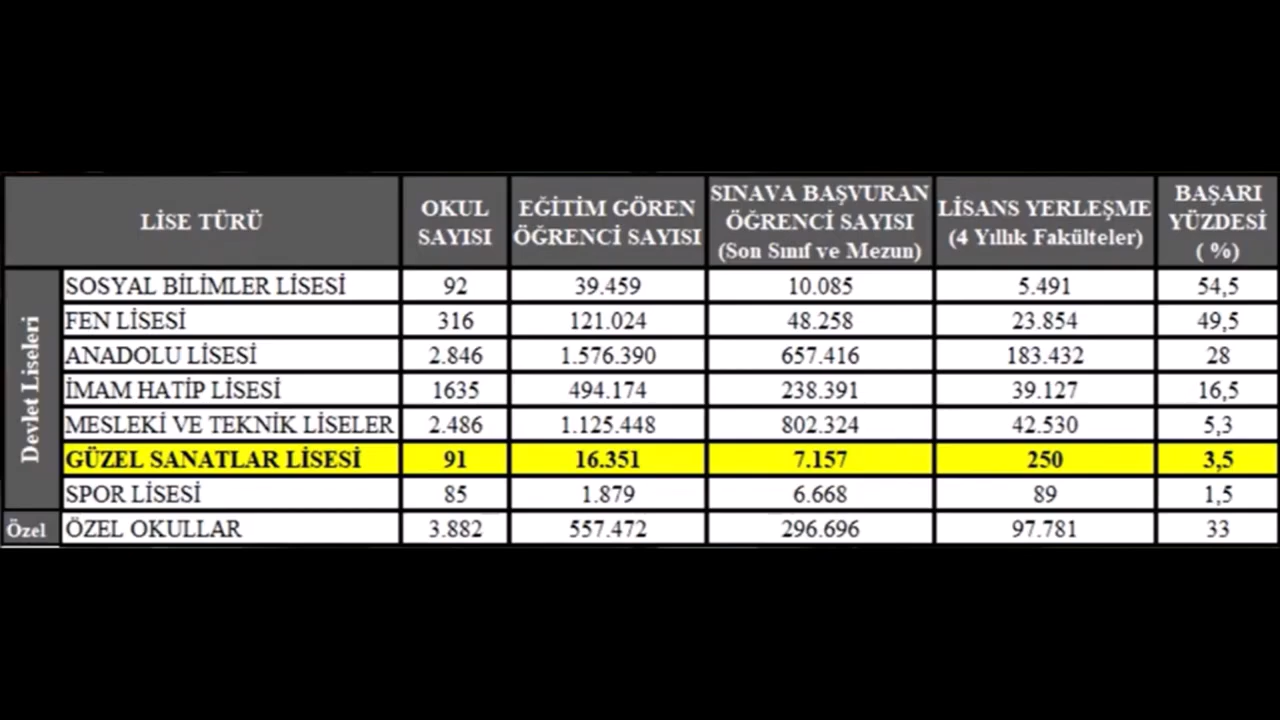 LİSE TÜRÜ
OKUL SAYISI
EĞİTİM GÖREN ÖĞRENCİ SAYISI
SINAVA BAŞVURAN ÖĞRENCİ SAYISI (Son Sınıf ve Mezun)
LİSANS YERLEŞME (4 Yıllık Fakülteler)
BAŞARI YÜZDESİ ( %)
Devlet Liseleri
SOSYAL BİLİMLER LİSESİ 92 39.459 10.085 5.491 54,5
FEN LİSESİ 316 121.024 48.258 23.854 49,5
ANADOLU LİSESİ 2.846 1.576.390 657.416 183.432 28
İMAM HATİP LİSESİ 1635 494.174 238.391 39.127 16,5
MESLEKİ VE TEKNİK LİSELER 2.486 1.125.448 802.324 42.530 5,3
GÜZEL SANATLAR LİSESİ 91 16.351 7.157 250 3,5
SPOR LİSESİ 85 1.879 6.668 89 1,5
Özel ÖZEL OKULLAR 3.882 557.472 296.696 97.781 33